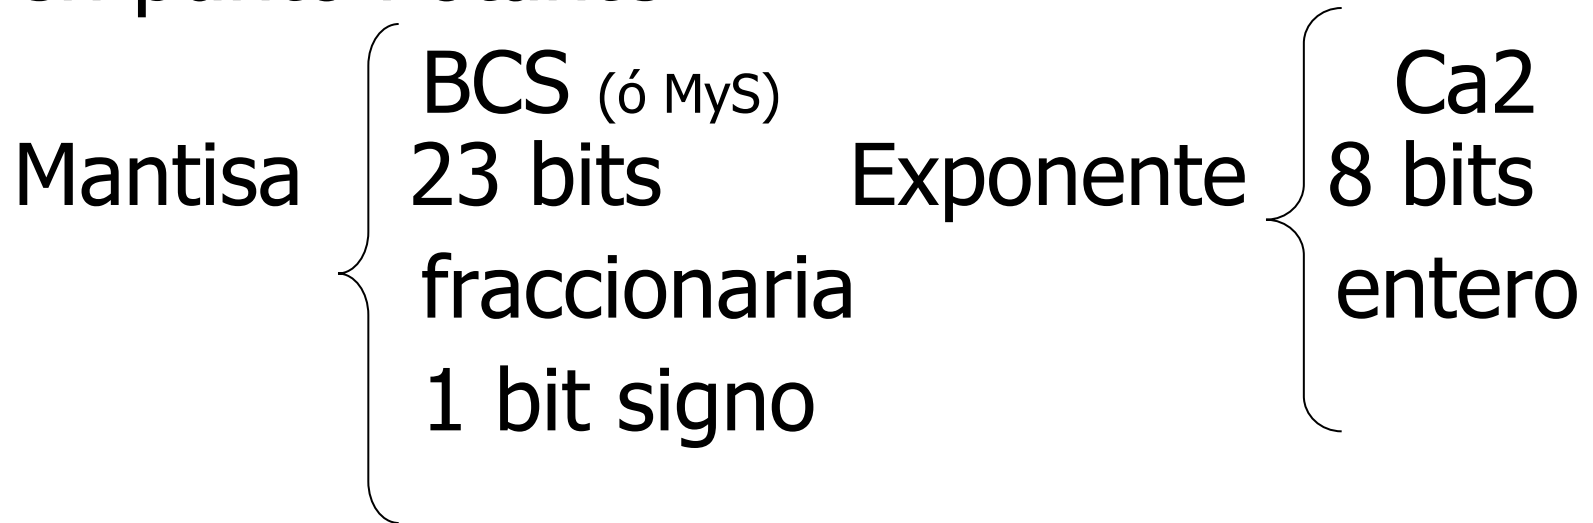 BCS (ó MyS) Ca2
Mantisa 23 bits Exponente 8 bits
fraccionaria entero
1 bit signo